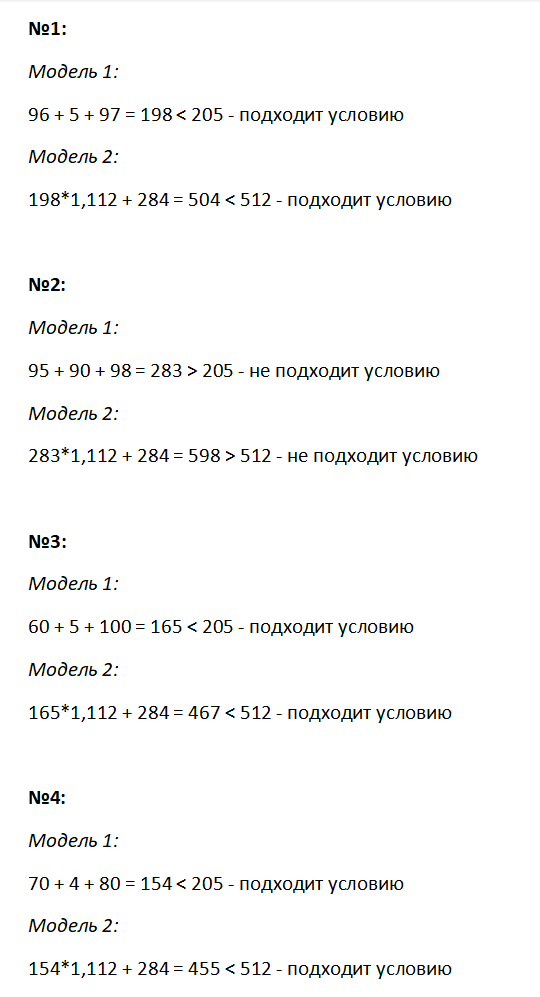 №1:
Модель 1:
96 + 5 + 97 = 198 < 205 - подходит условию
Модель 2:
198*1,112 + 284 = 504 < 512 - подходит условию
№2:
Модель 1:
95 + 90 + 98 = 283 > 205 - не подходит условию
Модель 2:
283*1,112 + 284 = 598 > 512 - не подходит условию
№3:
Модель 1:
60 + 5 + 100 = 165 < 205 - подходит условию
Модель 2:
165*1,112 + 284 = 467 < 512 - подходит условию
№4:
Модель 1:
70 + 4 + 80 = 154 < 205 - подходит условию
Модель 2:
154*1,112 + 284 = 455 < 512 - подходит условию